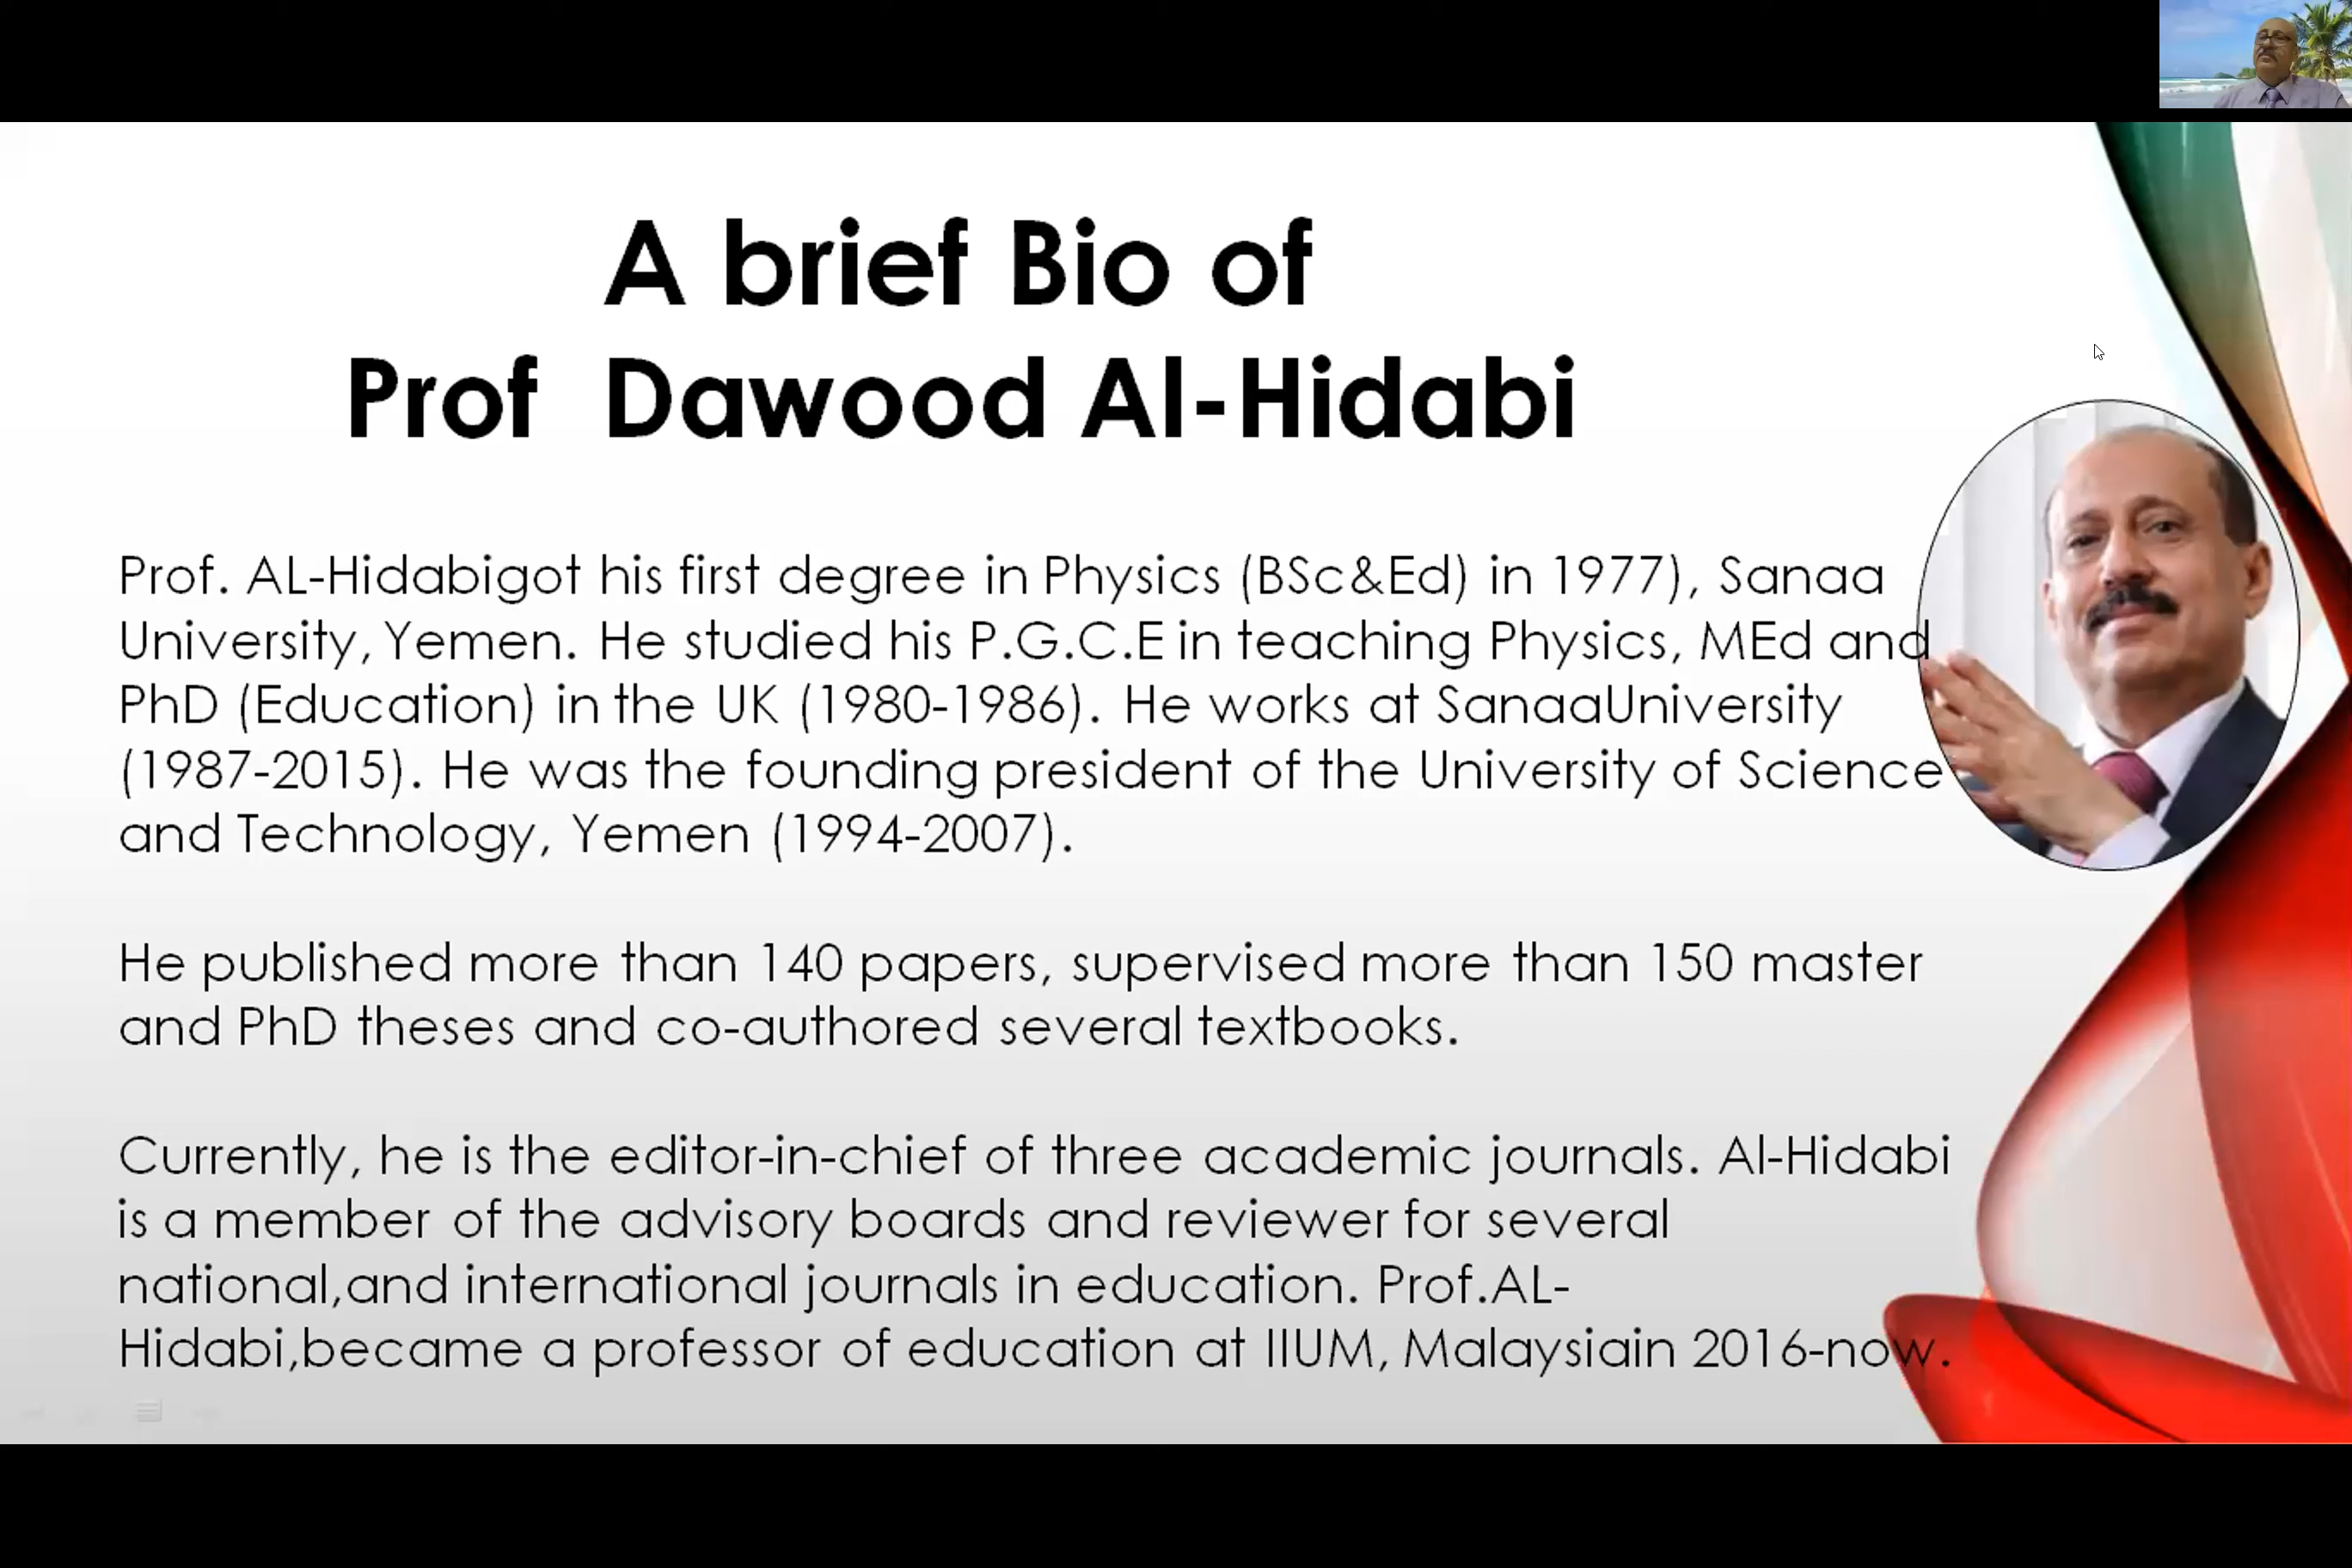 A brief Bio of
Prof Dawood Al-Hidabi
Prof. AL-Hidabigot his first degree in Physics (BSc&Ed) in 1977), Sanaa
University, Yemen. He studied his P.G.C.E in teaching Physics, MEd and
PhD (Education) in the UK (1980-1986). He works at SanaaUniversity
(1987-2015). He was the founding president of the University of Science
and Technology, Yemen (1994-2007).
He published more than 140 papers, supervised more than 150 master
and PhD theses and co-authored several textbooks.
Currently, he is the editor-in-chief of three academic journals. Al-Hidabi
is a member of the advisory boards and reviewer for several
national,and international journals in education. Prof.AL-
Hidabi,became a professor of education at IIUM, Malaysiain 2016-now.